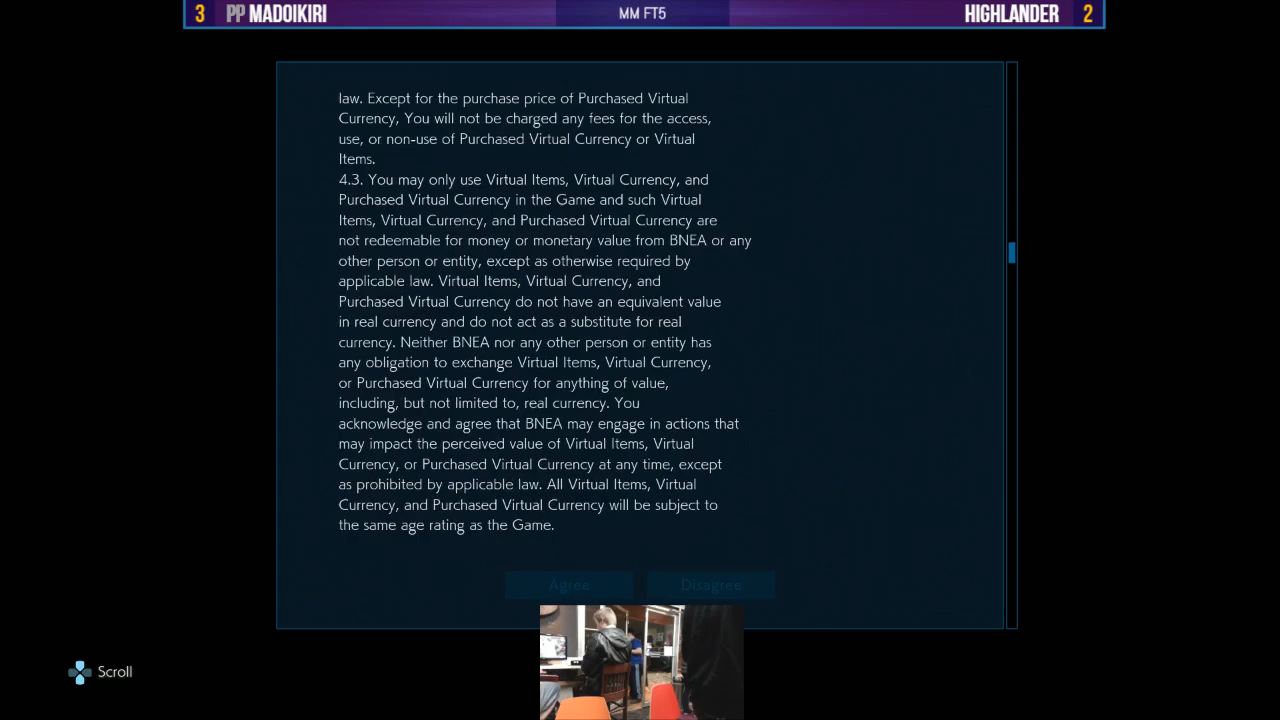 3 PP MADOIKIRI MM FT5 HIGHLANDER 2
law. Except for the purchase price of Purchased Virtual
Currency, You will not be charged any fees for the access,
use, or non-use of Purchased Virtual Currency or Virtual
Items.
4.3. You may only use Virtual Items, Virtual Currency, and
Purchased Virtual Currency in the Game and such Virtual
Items, Virtual Currency, and Purchased Virtual Currency are
not redeemable for money or monetary value from BNEA or any
other person or entity, except as otherwise required by
applicable law. Virtual Items, Virtual Currency, and
Purchased Virtual Currency do not have an equivalent value
in real currency and do not act as a substitute for real
currency. Neither BNEA nor any other person or entity has
any obligation to exchange Virtual Items, Virtual Currency,
or Purchased Virtual Currency for anything of value,
including, but not limited to, real currency. You
acknowledge and agree that BNEA may engage in actions that
may impact the perceived value of Virtual Items, Virtual
Currency, or Purchased Virtual Currency at any time, except
as prohibited by applicable law. All Virtual Items, Virtual
Currency, and Purchased Virtual Currency will be subject to
the same age rating as the Game.
Agree Disagree
Scroll